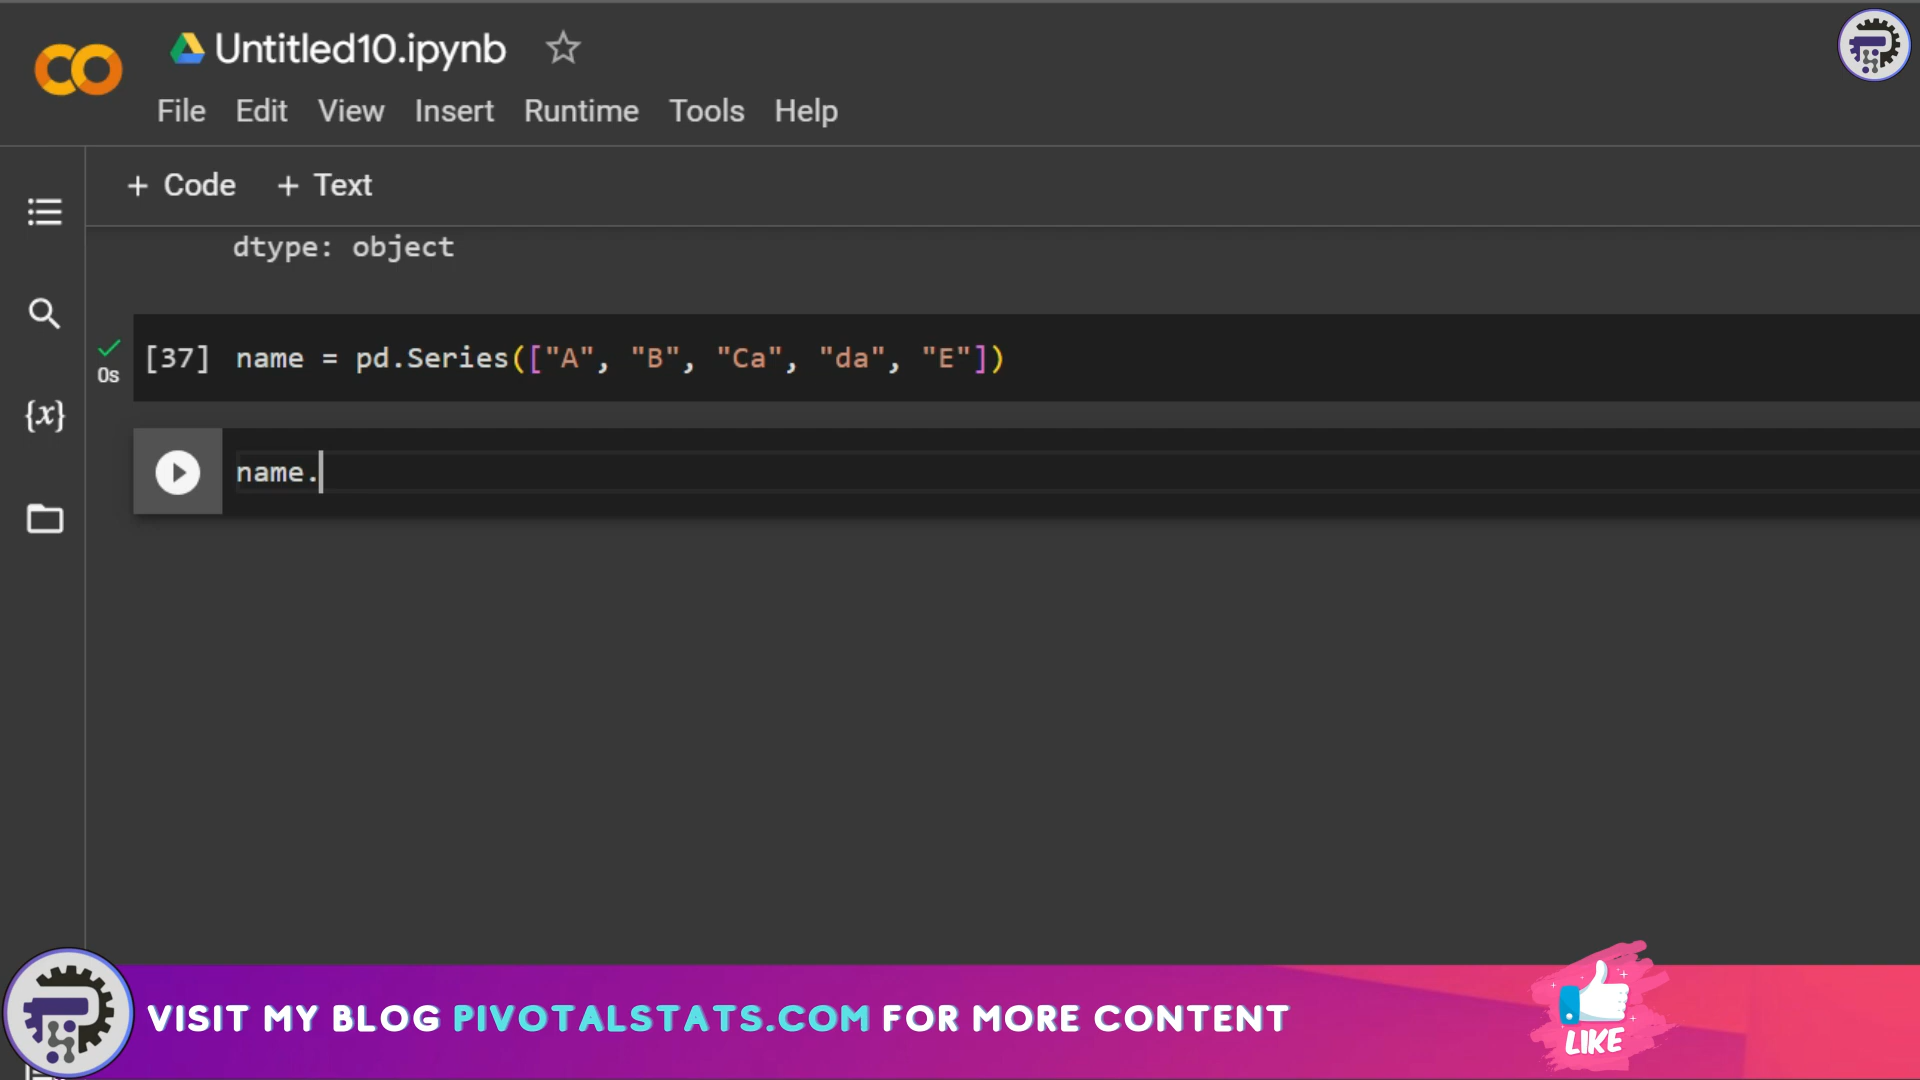 Untitled10.ipynb
File Edit View Insert Runtime Tools Help
+ Code + Text
dtype: object
0s
[37] name = pd.Series(["A", "B", "Ca", "da", "E"])
{x}
name.
VISIT MY BLOG PIVOTALSTATS.COM FOR MORE CONTENT
LIKE